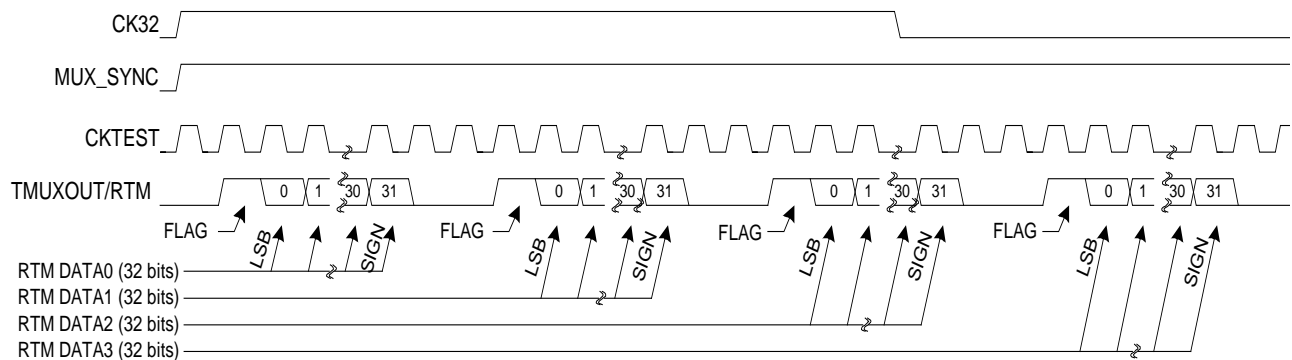 CK32
MUX_SYNC
CKTEST
TMUXOUT/RTM 0 1 30 31 0 1 30 31 0 1 30 31 0 1 30 31
FLAG FLAG FLAG FLAG
LSB SIGN LSB SIGN LSB SIGN LSB SIGN
RTM DATA0 (32 bits)
RTM DATA1 (32 bits)
RTM DATA2 (32 bits)
RTM DATA3 (32 bits)